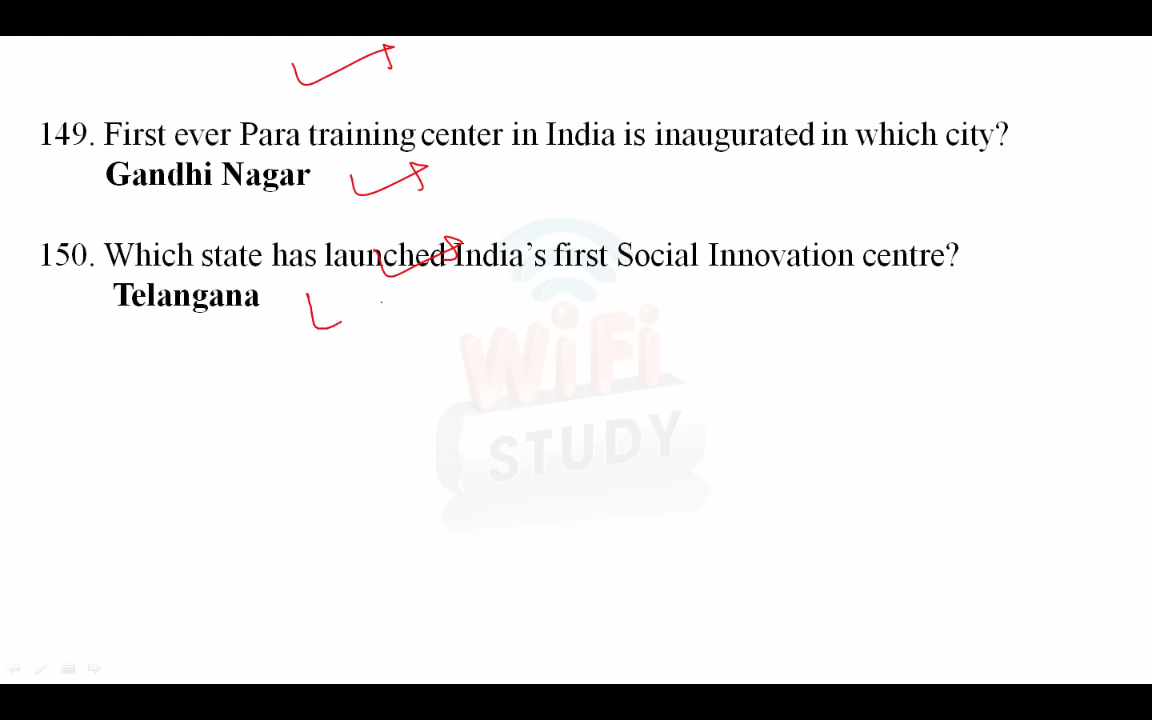 149. First ever Para training center in India is inaugurated in which city?
Gandhi Nagar
150. Which state has launched India's first Social Innovation centre?
Telangana
WiFi
STUDY